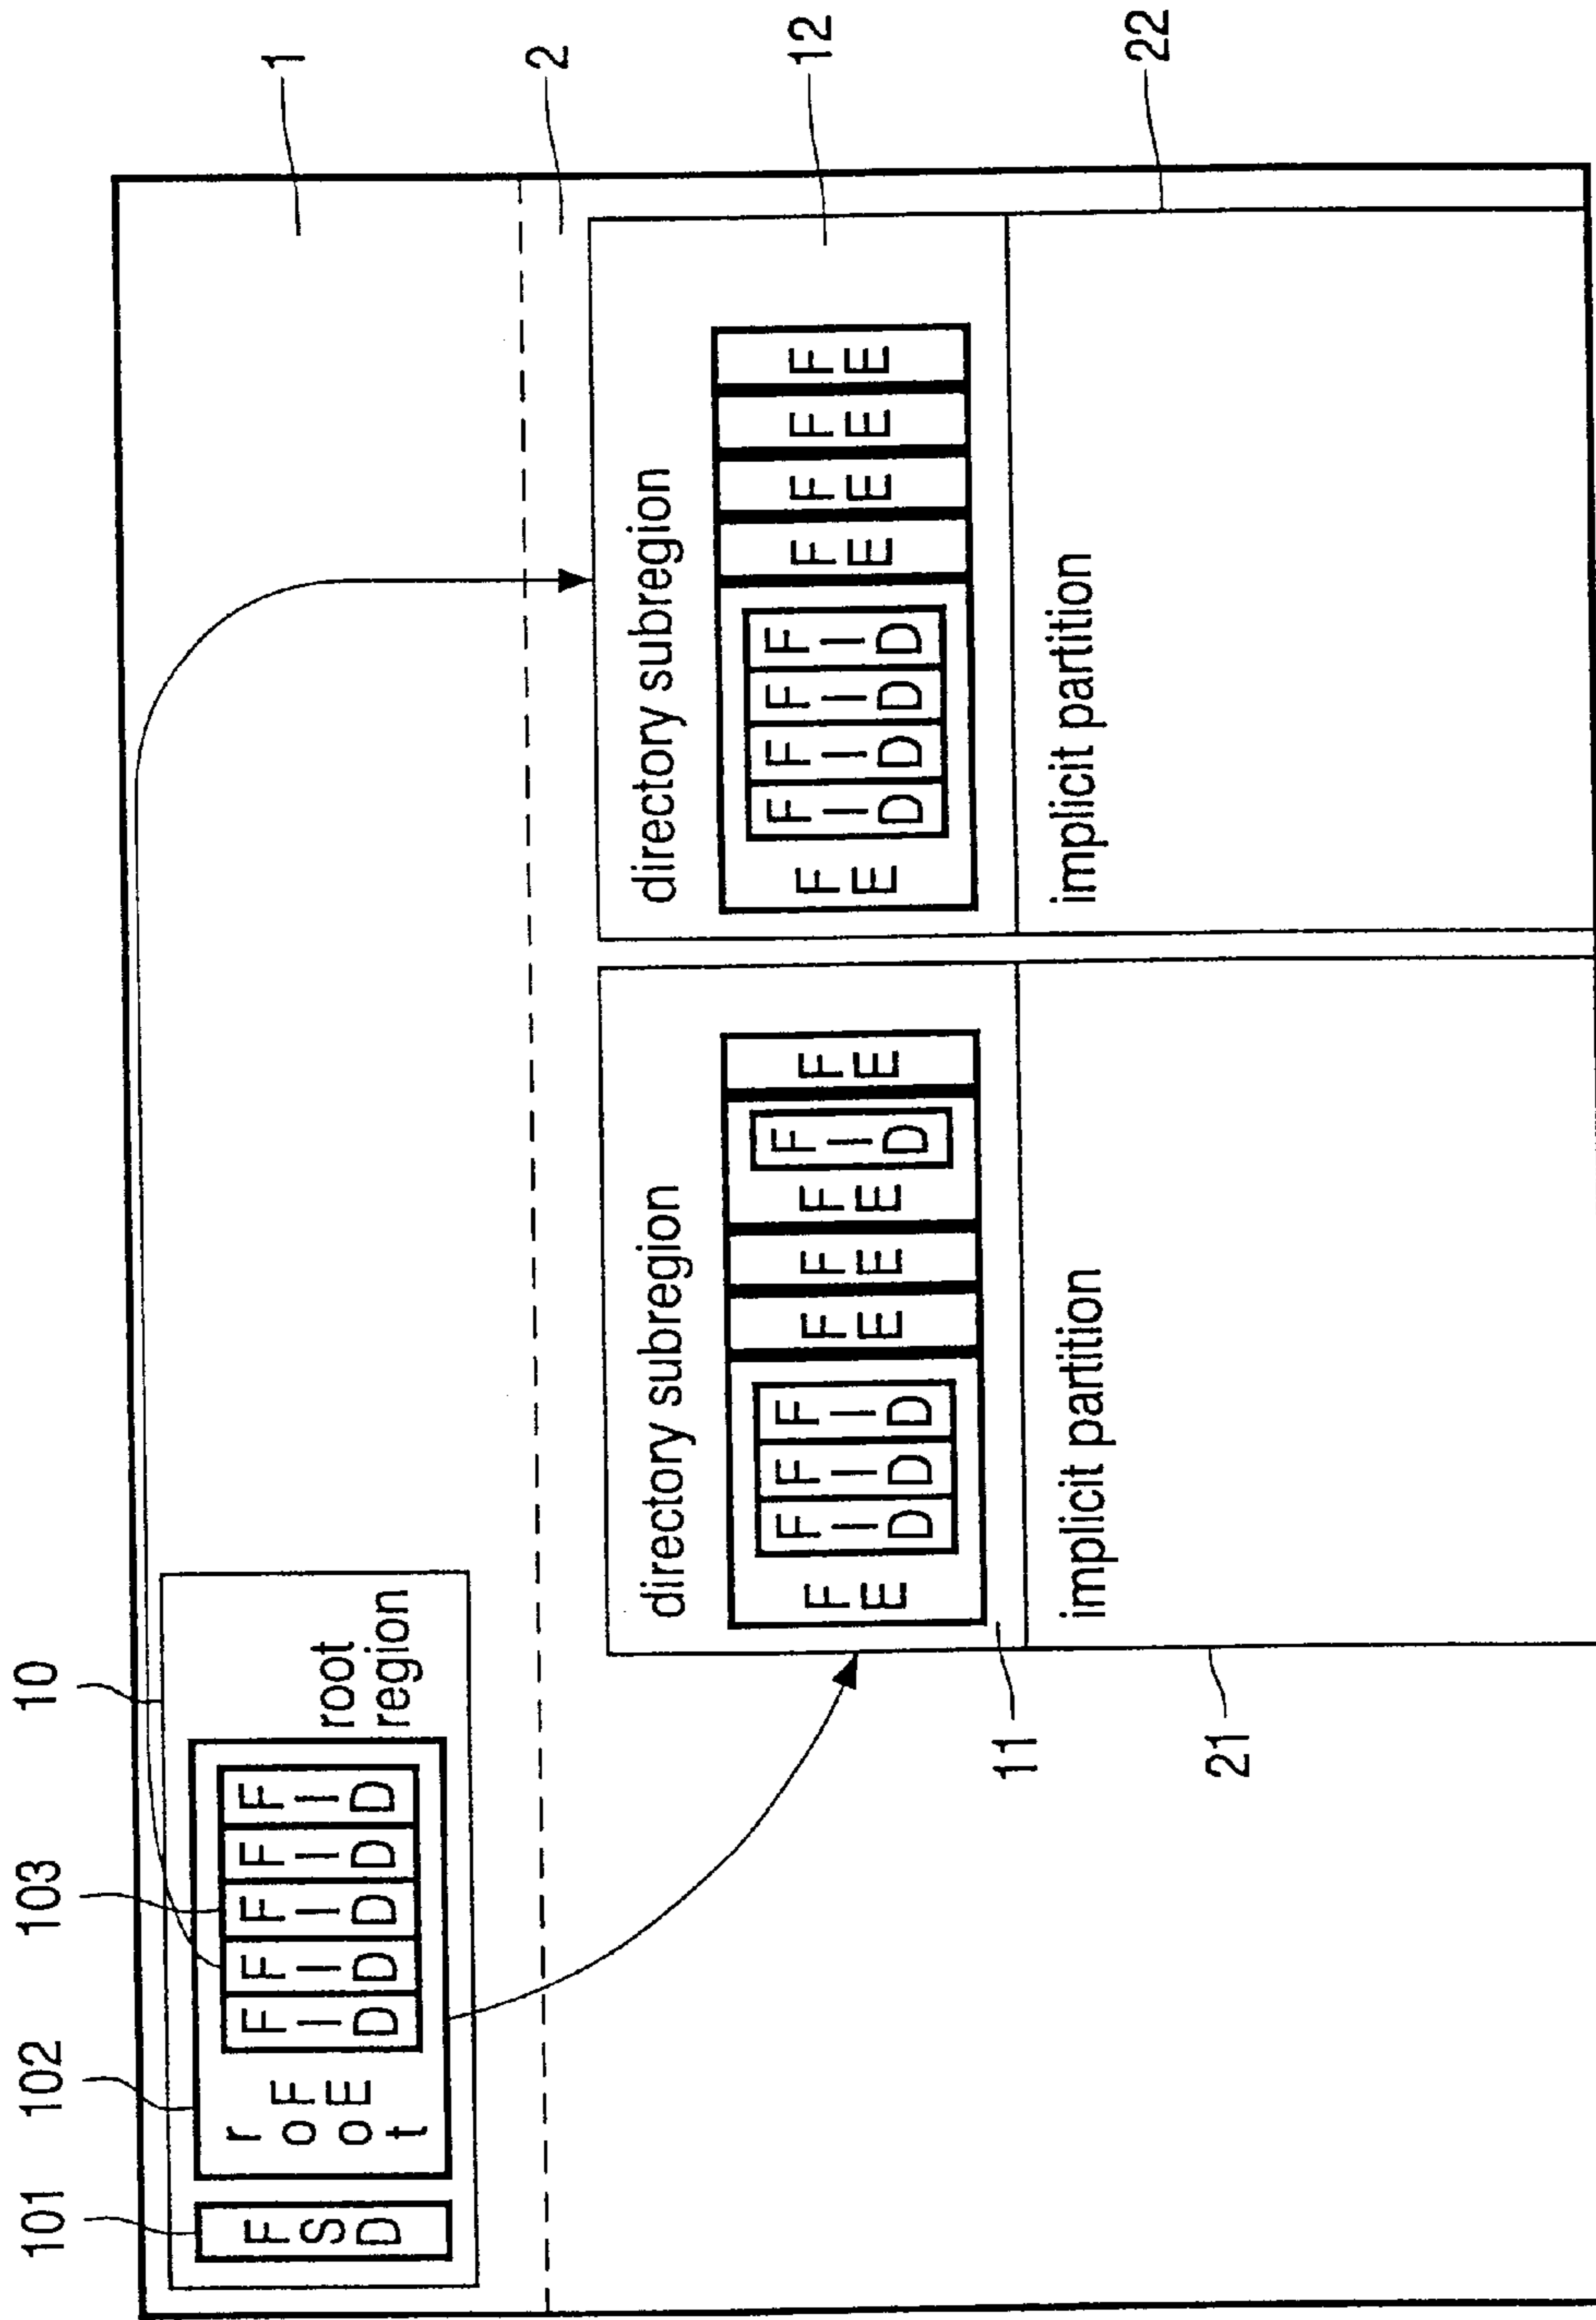 101 102 103 10
1
FSD
root FE
FID FID FID FID FID
root
region
2
directory subregion
FE FID FID FID FE FE FE FID FE
11
implicit partition
21
directory subregion
FE FID FID FID FID FE FE FE FE
12
implicit partition
22